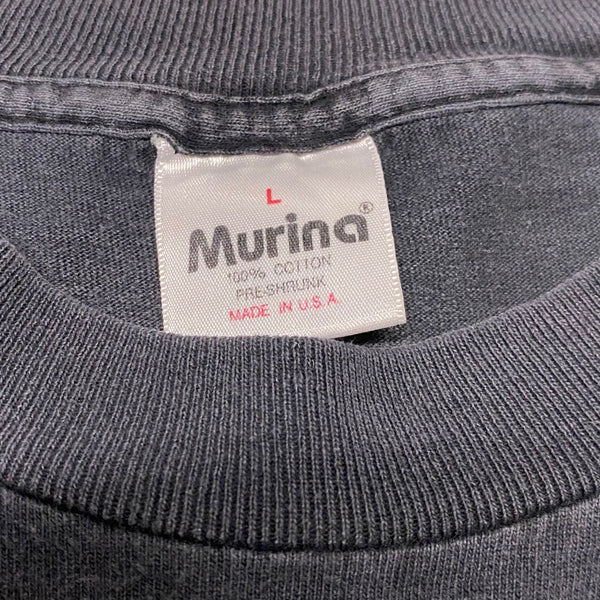 L
Murina®
100% COTTON
PRE-SHRUNK
MADE IN U.S.A.